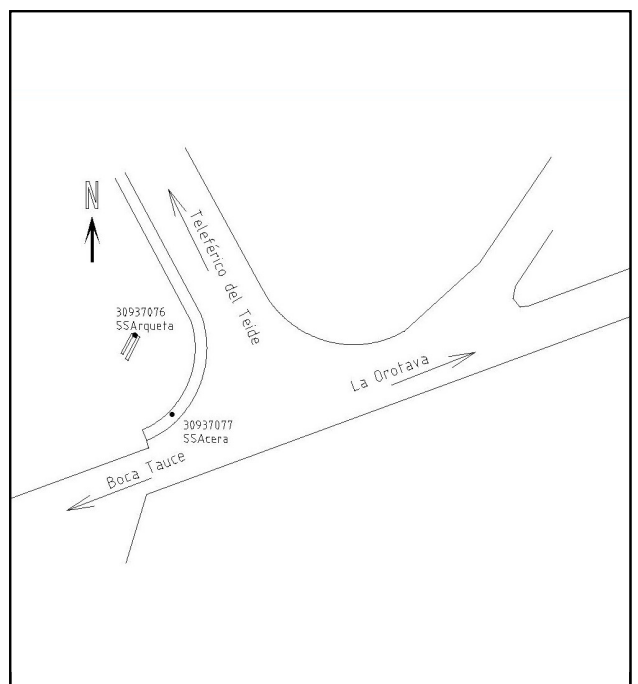 N
Teleférico del Teide
30937076
SSArqueta
La Orotava
30937077
SSAcera
Boca Tauce